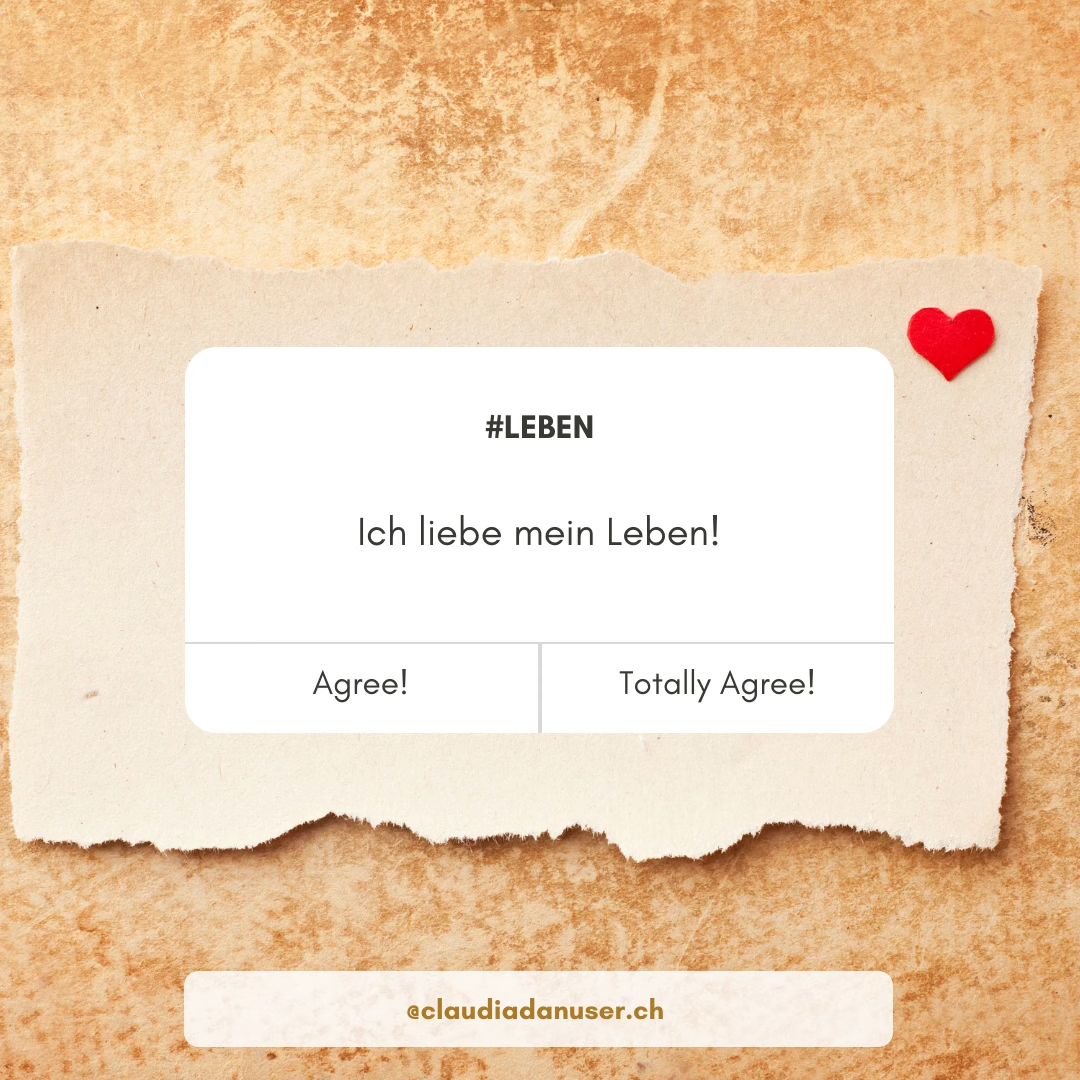 #LEBEN
Ich liebe mein Leben!
Agree!
Totally Agree!
@claudiadanuser.ch